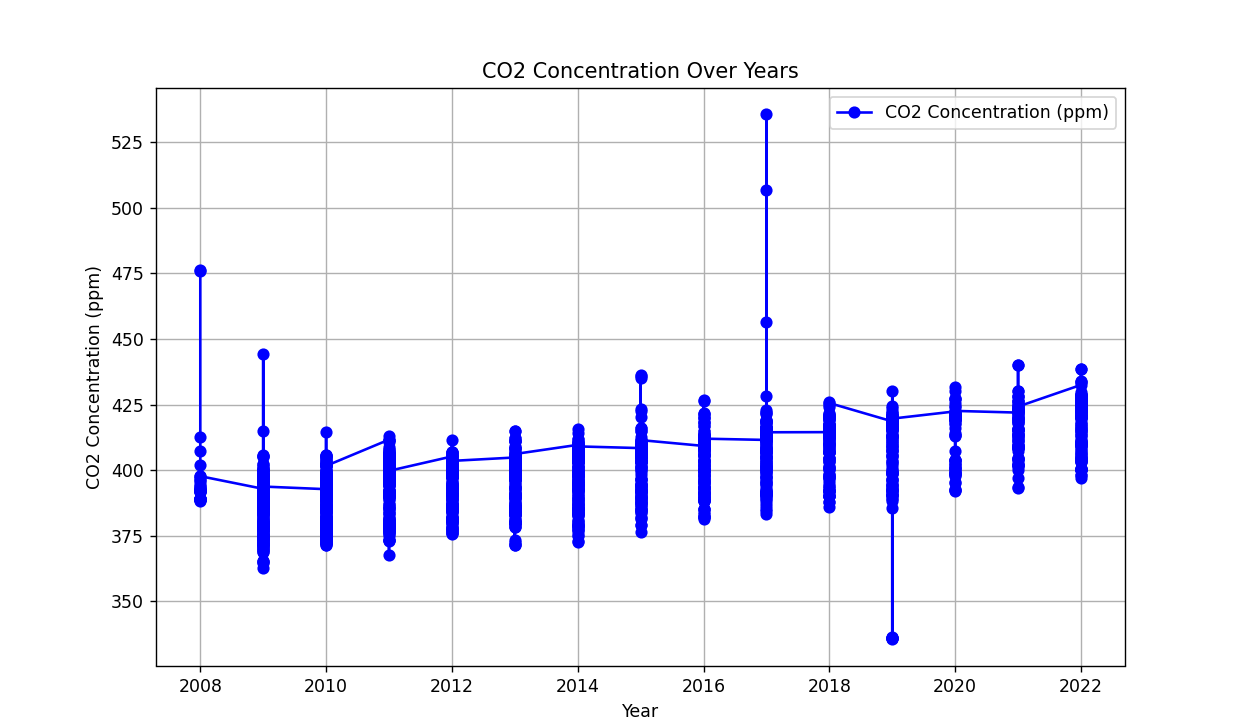 CO2 Concentration Over Years
CO2 Concentration (ppm)
525
500
475
450
425
400
375
350
CO2 Concentration (ppm)
2008 2010 2012 2014 2016 2018 2020 2022
Year